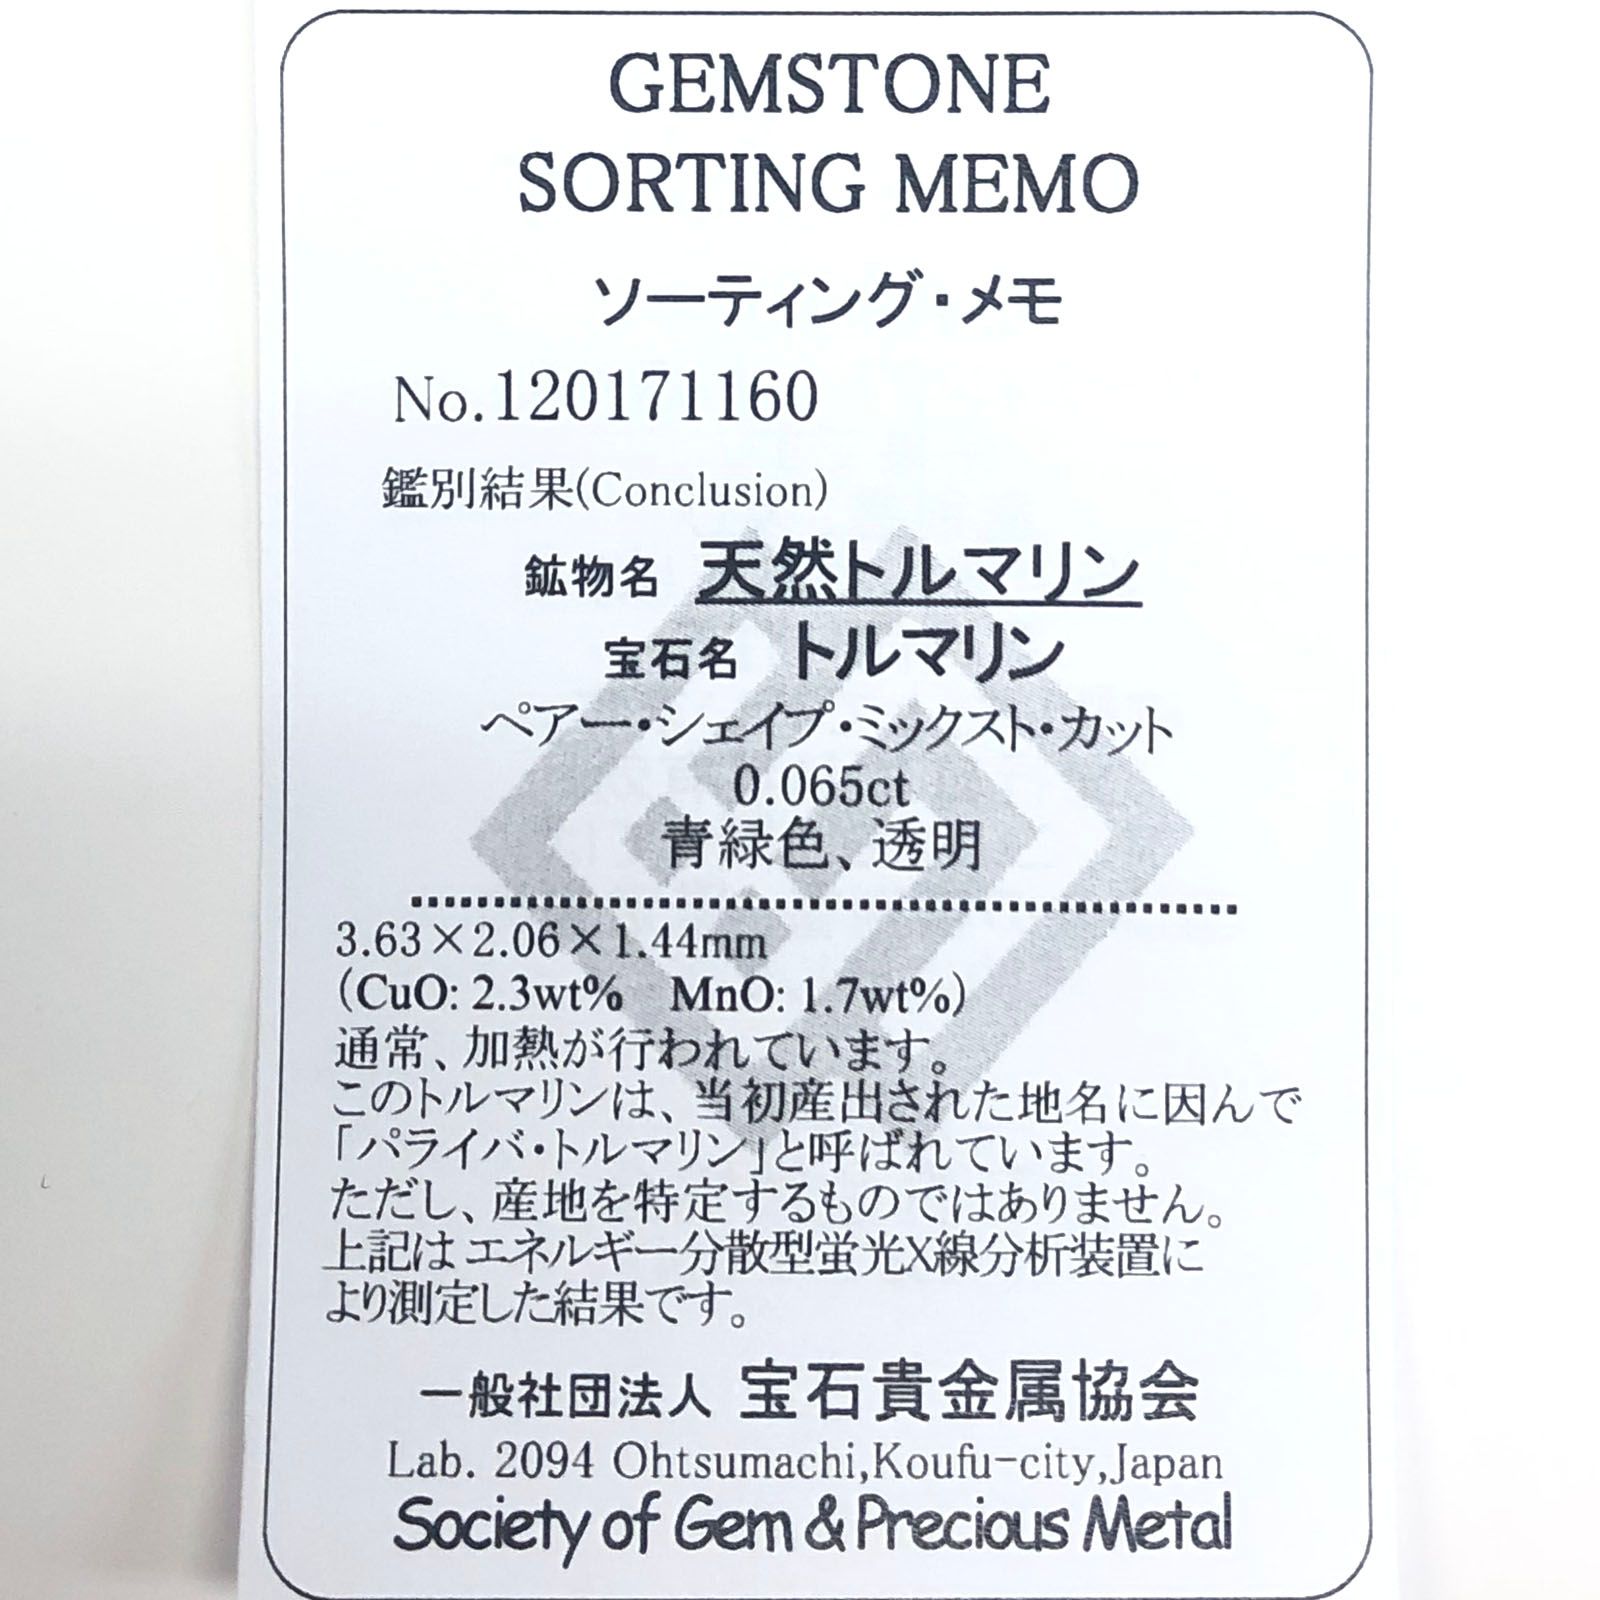 GEMSTONE
SORTING MEMO
ソーティング・メモ
No.120171160
鑑別結果(Conclusion)
鉱物名 天然トルマリン
宝石名 トルマリン
ペアー・シェイプ・ミックスト・カット
0.065ct
青緑色、透明
3.63×2.06×1.44mm
(CuO: 2.3wt% MnO: 1.7wt%)
通常、加熱が行われています。
このトルマリンは、当初産出された地名に因んで
「パライバ・トルマリン」と呼ばれています。
ただし、産地を特定するものではありません。
上記はエネルギー分散型蛍光X線分析装置に
より測定した結果です。
一般社団法人 宝石貴金属協会
Lab. 2094 Ohtsumachi,Koufu-city,Japan
Society of Gem & Precious Metal